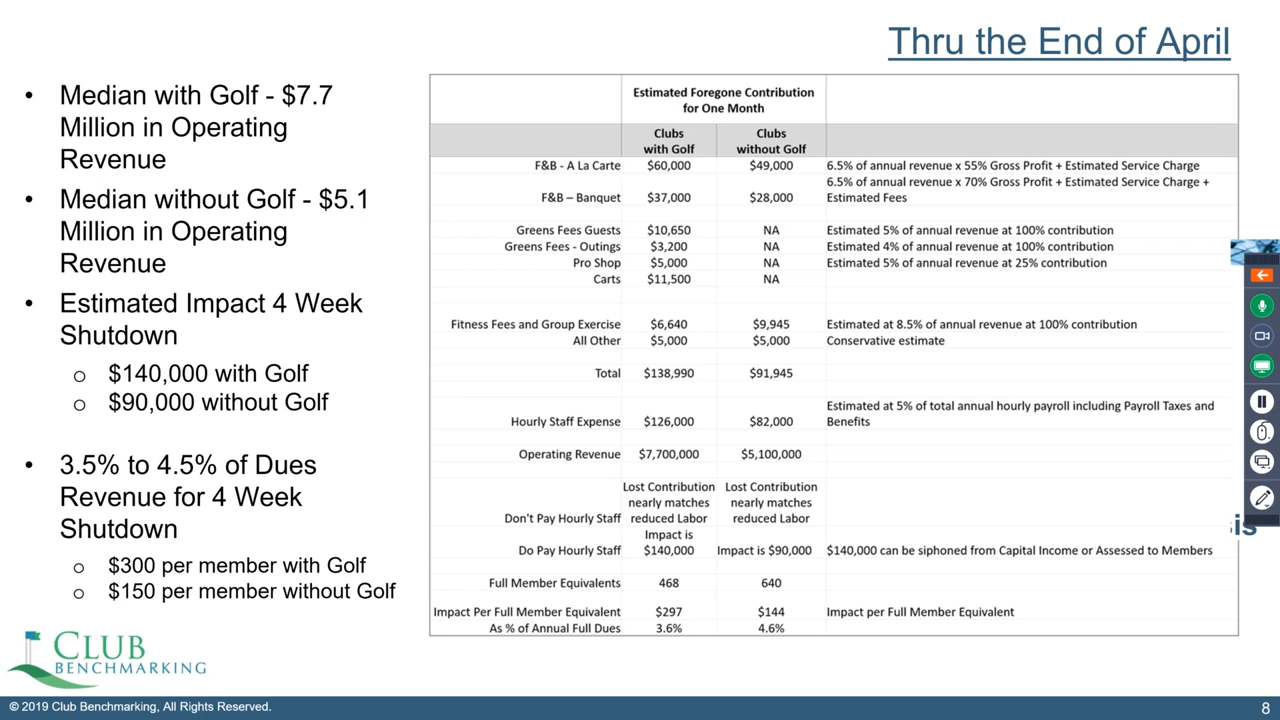 Thru the End of April
• Median with Golf - $7.7
Million in Operating
Revenue
• Median without Golf - $5.1
Million in Operating
Revenue
• Estimated Impact 4 Week
Shutdown
o $140,000 with Golf
o $90,000 without Golf
• 3.5% to 4.5% of Dues
Revenue for 4 Week
Shutdown
o $300 per member with Golf
o $150 per member without Golf
Estimated Foregone Contribution
for One Month
Clubs Clubs
with Golf without Golf
F&B - A La Carte $60,000 $49,000 6.5% of annual revenue x 55% Gross Profit + Estimated Service Charge
6.5% of annual revenue x 70% Gross Profit + Estimated Service Charge +
F&B – Banquet $37,000 $28,000 Estimated Fees
Greens Fees Guests $10,650 NA Estimated 5% of annual revenue at 100% contribution
Greens Fees - Outings $3,200 NA Estimated 4% of annual revenue at 100% contribution
Pro Shop $5,000 NA Estimated 5% of annual revenue at 25% contribution
Carts $11,500 NA
Fitness Fees and Group Exercise $6,640 $9,945 Estimated at 8.5% of annual revenue at 100% contribution
All Other $5,000 $5,000 Conservative estimate
Total $138,990 $91,945
Estimated at 5% of total annual hourly payroll including Payroll Taxes and
Hourly Staff Expense $126,000 $82,000 Benefits
Operating Revenue $7,700,000 $5,100,000
Lost Contribution Lost Contribution
nearly matches nearly matches
Don't Pay Hourly Staff reduced Labor reduced Labor
Impact is
Do Pay Hourly Staff $140,000 Impact is $90,000 $140,000 can be siphoned from Capital Income or Assessed to Members
Full Member Equivalents 468 640
Impact Per Full Member Equivalent $297 $144 Impact per Full Member Equivalent
As % of Annual Full Dues 3.6% 4.6%
CLUB
BENCHMARKING
© 2019 Club Benchmarking, All Rights Reserved. 8